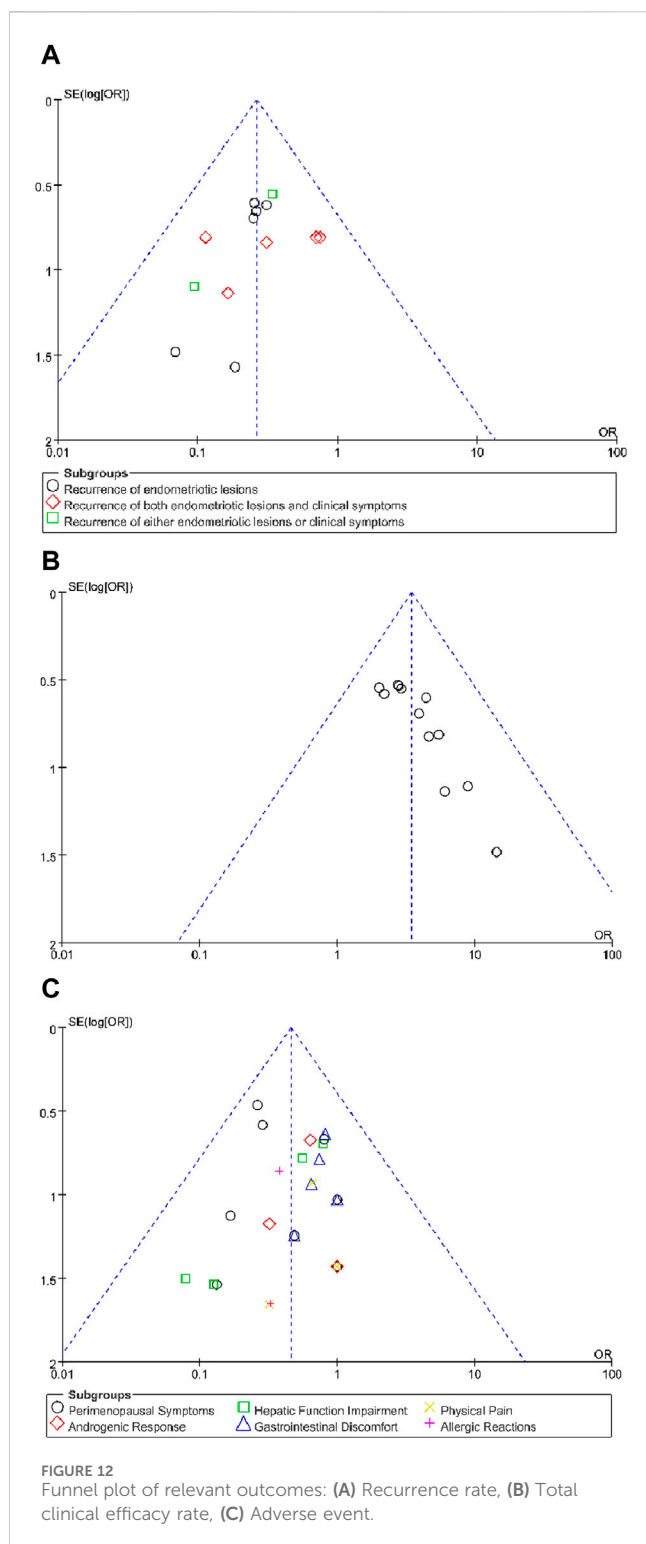 A
SE(log[OR])
0
0.5
1
1.5
2
0.01
0.1
1
10
100
OR
Subgroups
Recurrence of endometriotic lesions
Recurrence of both endometriotic lesions and clinical symptoms
Recurrence of either endometriotic lesions or clinical symptoms
B
SE(log[OR])
0
0.5
1
1.5
2
0.01
0.1
1
10
100
OR
C
SE(log[OR])
0
0.5
1
1.5
2
0.01
0.1
1
10
100
OR
Subgroups
Perimenopausal Symptoms Hepatic Function Impairment Physical Pain
Androgenic Response Gastrointestinal Discomfort Allergic Reactions
FIGURE 12
Funnel plot of relevant outcomes: (A) Recurrence rate, (B) Total
clinical efficacy rate, (C) Adverse event.